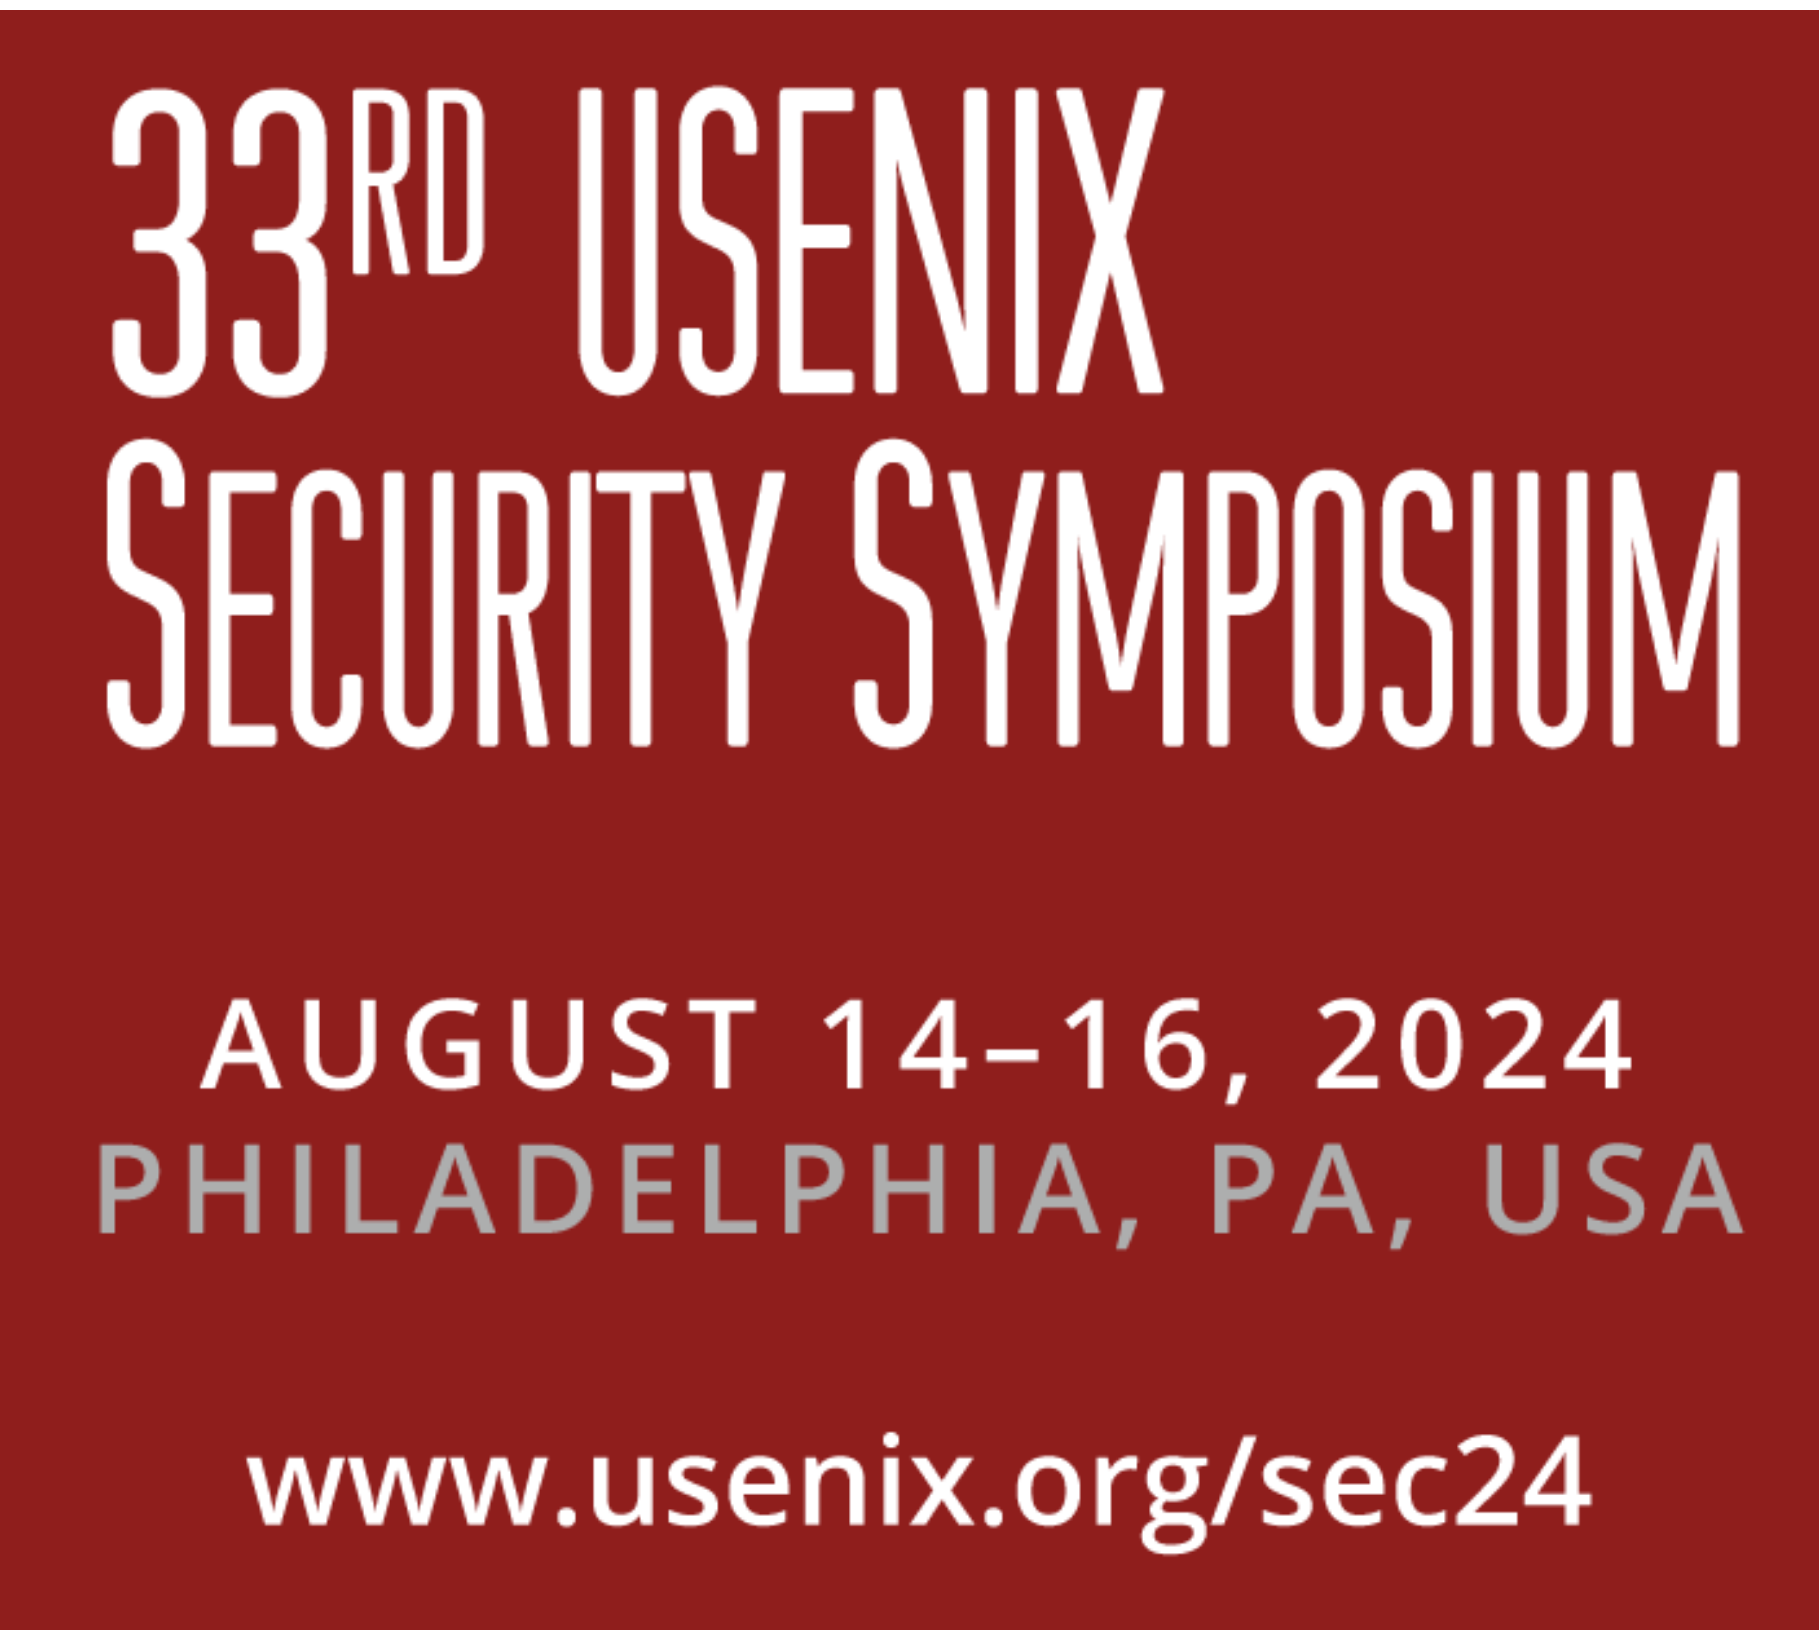 33RD USENIX
SECURITY SYMPOSIUM
AUGUST 14–16, 2024
PHILADELPHIA, PA, USA
www.usenix.org/sec24